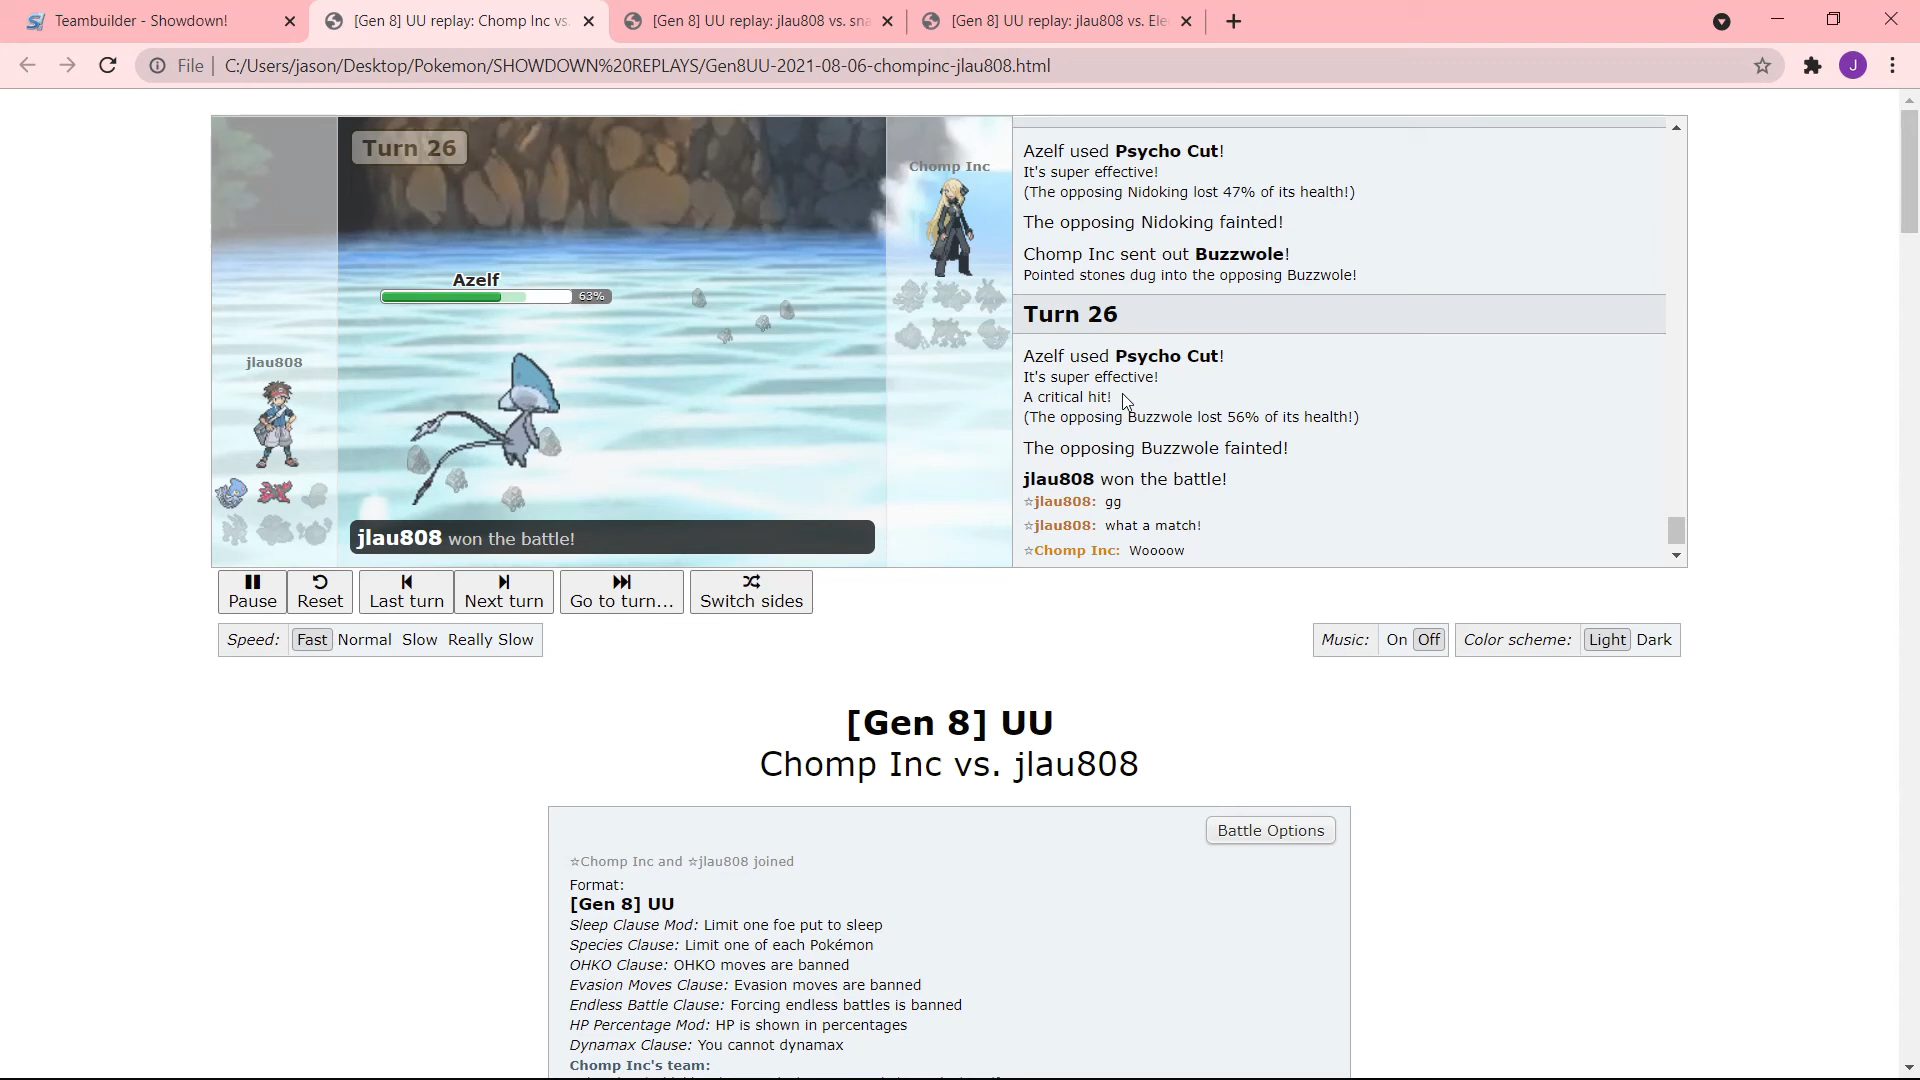 Teambuilder - Showdown!
[Gen 8] UU replay: Chomp Inc vs.
[Gen 8] UU replay: jlau808 vs. sna
[Gen 8] UU replay: jlau808 vs. Ele
File
C:/Users/jason/Desktop/Pokemon/SHOWDOWN%20REPLAYS/Gen8UU-2021-08-06-chompinc-jlau808.html
J
Turn 26
Chomp Inc
Azelf
63%
jlau808
jlau808 won the battle!
Azelf used Psycho Cut!
It's super effective!
(The opposing Nidoking lost 47% of its health!)
The opposing Nidoking fainted!
Chomp Inc sent out Buzzwole!
Pointed stones dug into the opposing Buzzwole!
Turn 26
Azelf used Psycho Cut!
It's super effective!
A critical hit!
(The opposing Buzzwole lost 56% of its health!)
The opposing Buzzwole fainted!
jlau808 won the battle!
☆jlau808: gg
☆jlau808: what a match!
☆Chomp Inc: Woooow
Pause
Reset
Last turn
Next turn
Go to turn...
Switch sides
Speed: Fast Normal Slow Really Slow
Music: On Off
Color scheme: Light Dark
[Gen 8] UU
Chomp Inc vs. jlau808
Battle Options
☆Chomp Inc and ☆jlau808 joined
Format:
[Gen 8] UU
Sleep Clause Mod: Limit one foe put to sleep
Species Clause: Limit one of each Pokémon
OHKO Clause: OHKO moves are banned
Evasion Moves Clause: Evasion moves are banned
Endless Battle Clause: Forcing endless battles is banned
HP Percentage Mod: HP is shown in percentages
Dynamax Clause: You cannot dynamax
Chomp Inc's team: